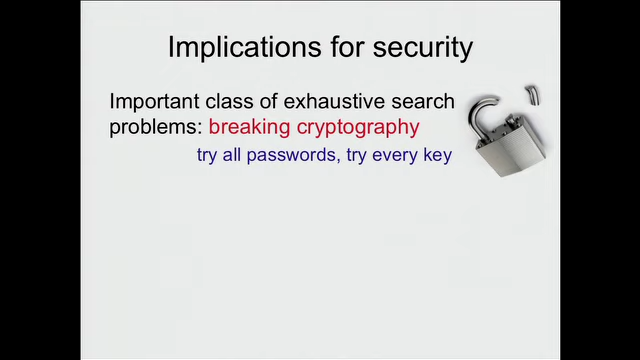 Implications for security
Important class of exhaustive search
problems: breaking cryptography
try all passwords, try every key